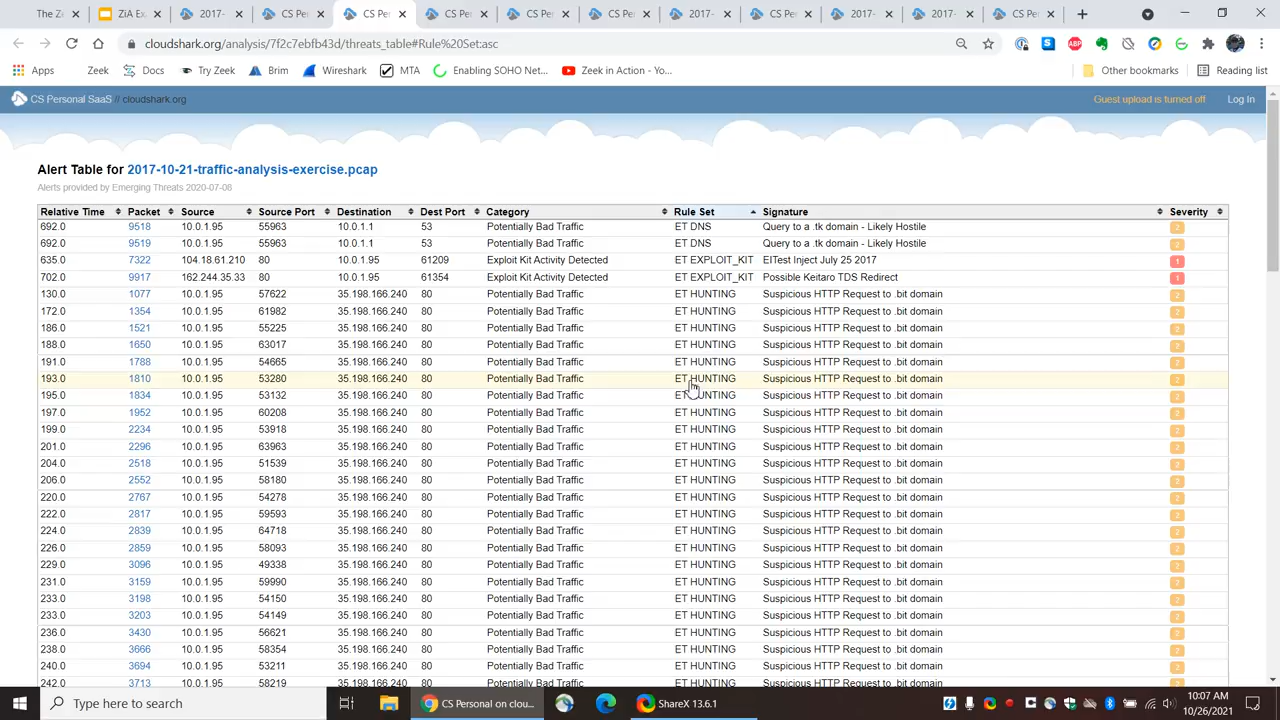 The Ze
ZiA Ex
2017-
CS Per
CS Per
CS Per
CS Per
CS Per
2017-
CS Per
2017-
2017-
CS Per
cloudshark.org/analysis/7f2c7ebfb43d/threats_table#Rule%20Set:asc
Apps
Zeek
Docs
Try Zeek
Brim
Wireshark
MTA
Enabling SOHO Net...
Zeek in Action - Yo...
Other bookmarks
Reading list
CS Personal SaaS // cloudshark.org
Guest upload is turned off
Log In
Alert Table for 2017-10-21-traffic-analysis-exercise.pcap
Alerts provided by Emerging Threats 2020-07-08
Relative Time Packet Source Source Port Destination Dest Port Category Rule Set Signature Severity
692.0 9518 10.0.1.95 55963 10.0.1.1 53 Potentially Bad Traffic ET DNS Query to a .tk domain - Likely Hostile 2
692.0 9519 10.0.1.95 55963 10.0.1.1 53 Potentially Bad Traffic ET DNS Query to a .tk domain - Likely Hostile 2
635.0 7322 104.18.61.210 80 10.0.1.95 61209 Exploit Kit Activity Detected ET EXPLOIT_KIT EITest Inject July 25 2017 1
702.0 9917 162.244.35.33 80 10.0.1.95 61354 Exploit Kit Activity Detected ET EXPLOIT_KIT Possible Keitaro TDS Redirect 1
130.0 1077 10.0.1.95 57622 35.198.166.240 80 Potentially Bad Traffic ET HUNTING Suspicious HTTP Request to .bit domain 2
172.0 1354 10.0.1.95 61982 35.198.166.240 80 Potentially Bad Traffic ET HUNTING Suspicious HTTP Request to .bit domain 2
186.0 1521 10.0.1.95 55225 35.198.166.240 80 Potentially Bad Traffic ET HUNTING Suspicious HTTP Request to .bit domain 2
188.0 1650 10.0.1.95 63017 35.198.166.240 80 Potentially Bad Traffic ET HUNTING Suspicious HTTP Request to .bit domain 2
191.0 1788 10.0.1.95 54665 35.198.166.240 80 Potentially Bad Traffic ET HUNTING Suspicious HTTP Request to .bit domain 2
193.0 1810 10.0.1.95 53280 35.198.166.240 80 Potentially Bad Traffic ET HUNTING Suspicious HTTP Request to .bit domain 2
195.0 1834 10.0.1.95 53132 35.198.166.240 80 Potentially Bad Traffic ET HUNTING Suspicious HTTP Request to .bit domain 2
197.0 1952 10.0.1.95 60208 35.198.166.240 80 Potentially Bad Traffic ET HUNTING Suspicious HTTP Request to .bit domain 2
199.0 2234 10.0.1.95 53918 35.198.166.240 80 Potentially Bad Traffic ET HUNTING Suspicious HTTP Request to .bit domain 2
201.0 2296 10.0.1.95 63963 35.198.166.240 80 Potentially Bad Traffic ET HUNTING Suspicious HTTP Request to .bit domain 2
204.0 2518 10.0.1.95 51539 35.198.166.240 80 Potentially Bad Traffic ET HUNTING Suspicious HTTP Request to .bit domain 2
206.0 2552 10.0.1.95 58180 35.198.166.240 80 Potentially Bad Traffic ET HUNTING Suspicious HTTP Request to .bit domain 2
220.0 2767 10.0.1.95 54278 35.198.166.240 80 Potentially Bad Traffic ET HUNTING Suspicious HTTP Request to .bit domain 2
222.0 2817 10.0.1.95 59593 35.198.166.240 80 Potentially Bad Traffic ET HUNTING Suspicious HTTP Request to .bit domain 2
224.0 2839 10.0.1.95 64718 35.198.166.240 80 Potentially Bad Traffic ET HUNTING Suspicious HTTP Request to .bit domain 2
226.0 2859 10.0.1.95 58093 35.198.166.240 80 Potentially Bad Traffic ET HUNTING Suspicious HTTP Request to .bit domain 2
229.0 3096 10.0.1.95 49338 35.198.166.240 80 Potentially Bad Traffic ET HUNTING Suspicious HTTP Request to .bit domain 2
231.0 3159 10.0.1.95 59990 35.198.166.240 80 Potentially Bad Traffic ET HUNTING Suspicious HTTP Request to .bit domain 2
233.0 3198 10.0.1.95 54150 35.198.166.240 80 Potentially Bad Traffic ET HUNTING Suspicious HTTP Request to .bit domain 2
233.0 3203 10.0.1.95 54149 35.198.166.240 80 Potentially Bad Traffic ET HUNTING Suspicious HTTP Request to .bit domain 2
236.0 3430 10.0.1.95 56621 35.198.166.240 80 Potentially Bad Traffic ET HUNTING Suspicious HTTP Request to .bit domain 2
238.0 3666 10.0.1.95 58354 35.198.166.240 80 Potentially Bad Traffic ET HUNTING Suspicious HTTP Request to .bit domain 2
240.0 3694 10.0.1.95 53211 35.198.166.240 80 Potentially Bad Traffic ET HUNTING Suspicious HTTP Request to .bit domain 2
242.0 3713 10.0.1.95 58219 35.198.166.240 80 Potentially Bad Traffic ET HUNTING Suspicious HTTP Request to .bit domain 2
Type here to search
CS Personal on clou...
ShareX 13.6.1
10:07 AM
10/26/2021